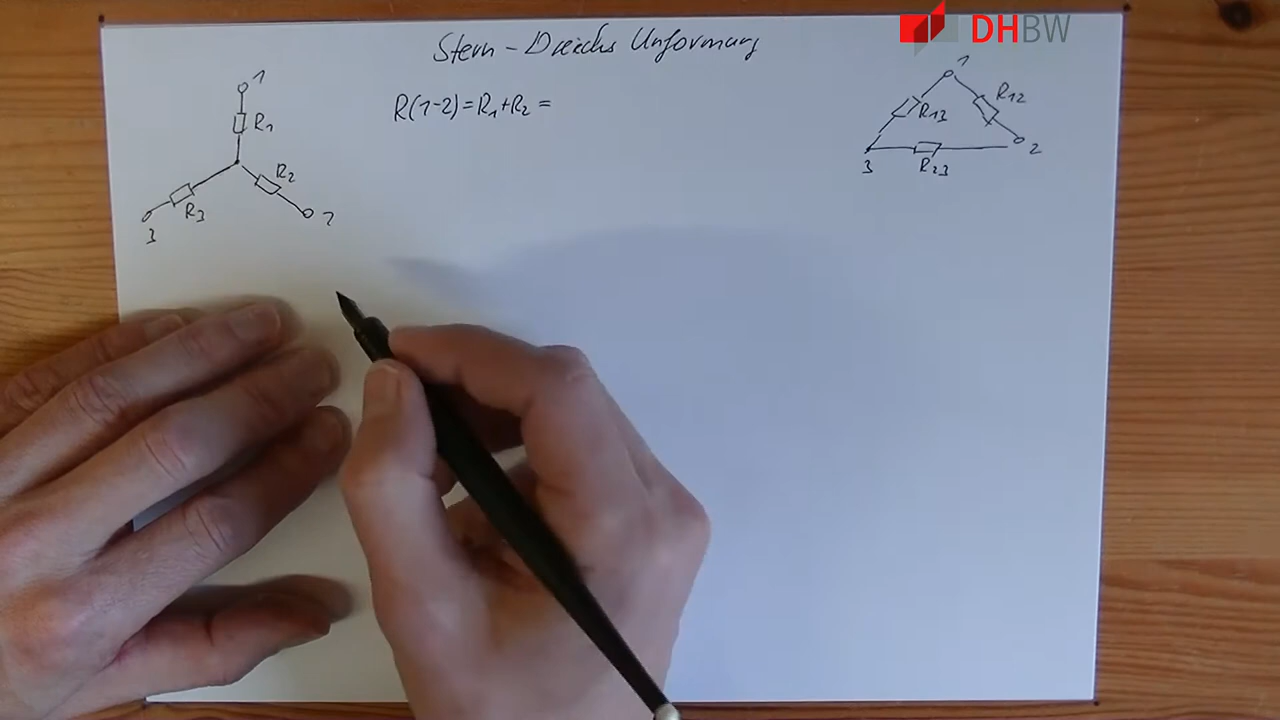 Stern - Dreiecks Umformung
DHBW
1
R1
R2
R3
2
3
R(1-2) = R1 + R2 =
1
R13
R12
3
R23
2